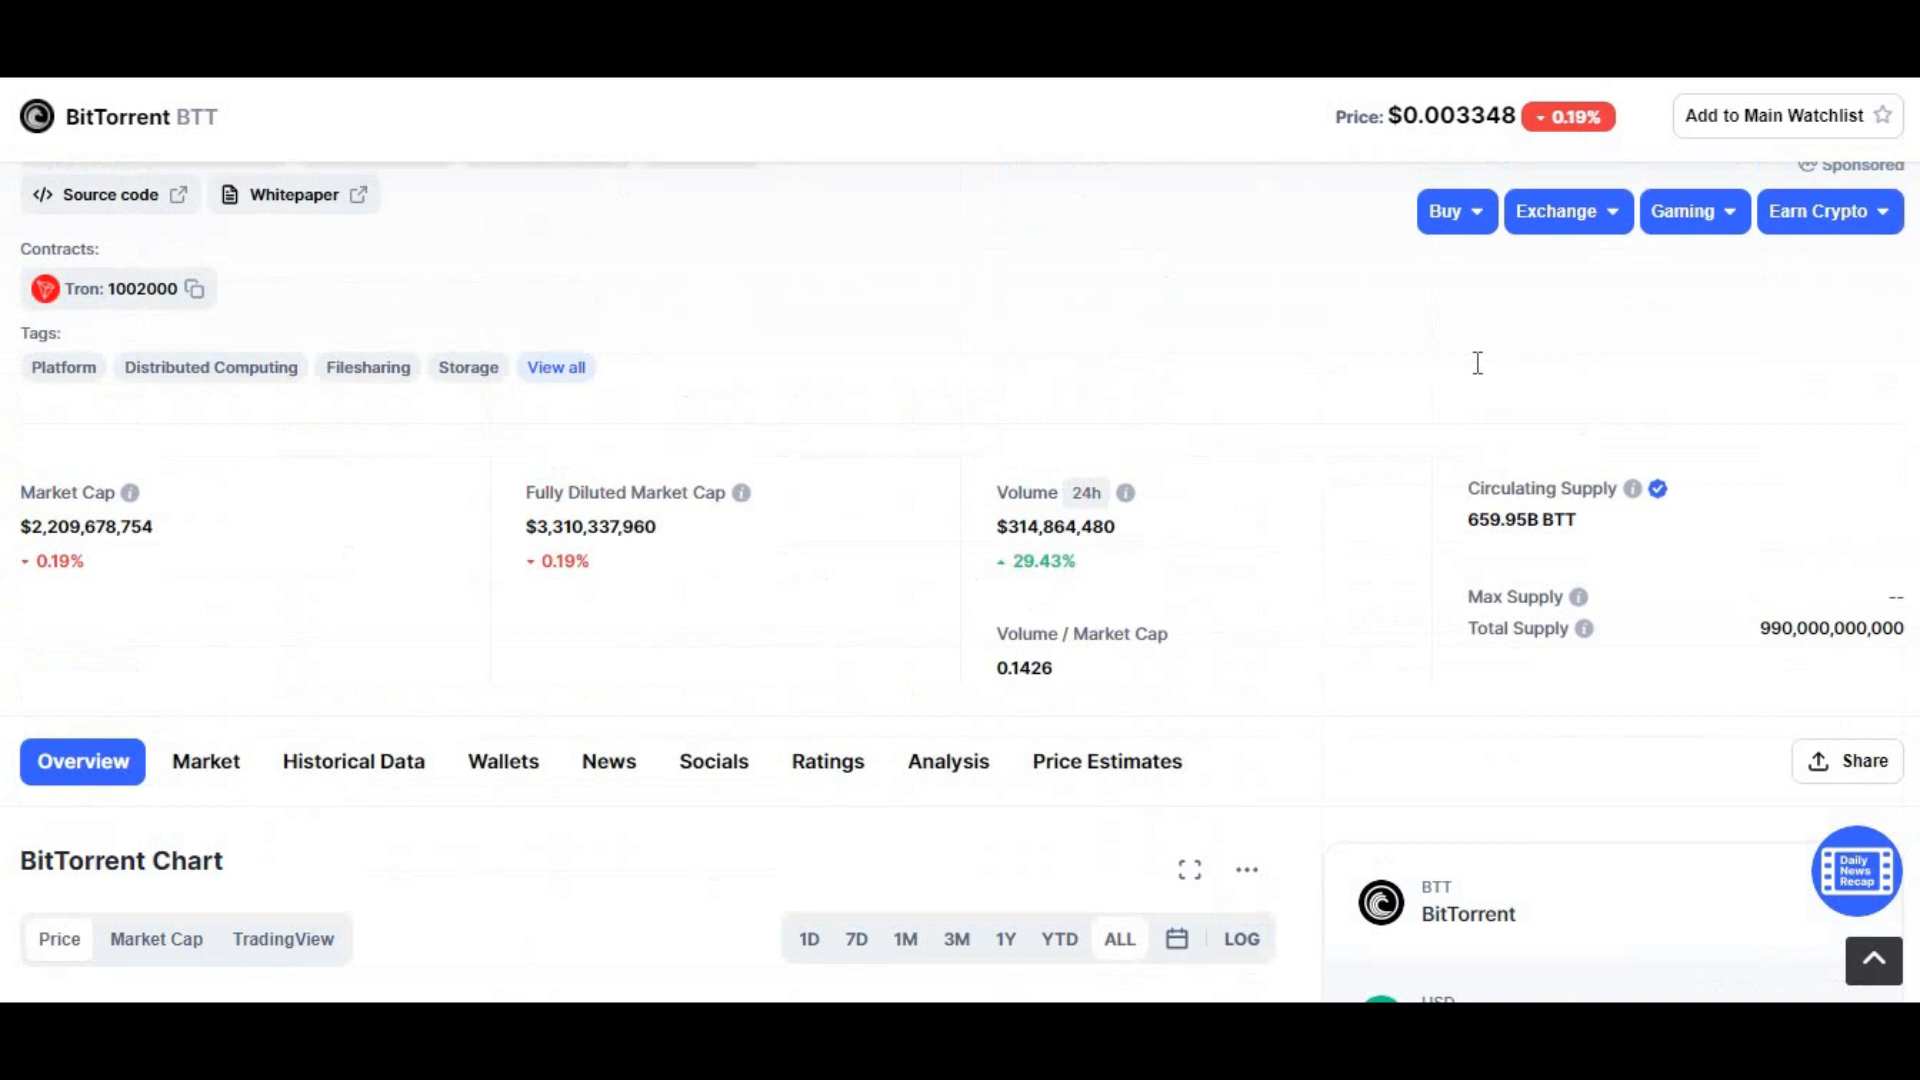 BitTorrent BTT
Price: $0.003348 0.19%
Add to Main Watchlist
Sponsored
Source code
Whitepaper
Buy
Exchange
Gaming
Earn Crypto
Contracts:
Tron: 1002000
Tags:
Platform
Distributed Computing
Filesharing
Storage
View all
Market Cap
$2,209,678,754
0.19%
Fully Diluted Market Cap
$3,310,337,960
0.19%
Volume 24h
$314,864,480
29.43%
Volume / Market Cap
0.1426
Circulating Supply
659.95B BTT
Max Supply --
Total Supply 990,000,000,000
Overview
Market
Historical Data
Wallets
News
Socials
Ratings
Analysis
Price Estimates
Share
BitTorrent Chart
Price
Market Cap
TradingView
1D
7D
1M
3M
1Y
YTD
ALL
LOG
BTT
BitTorrent
Daily
News
Recap
USD